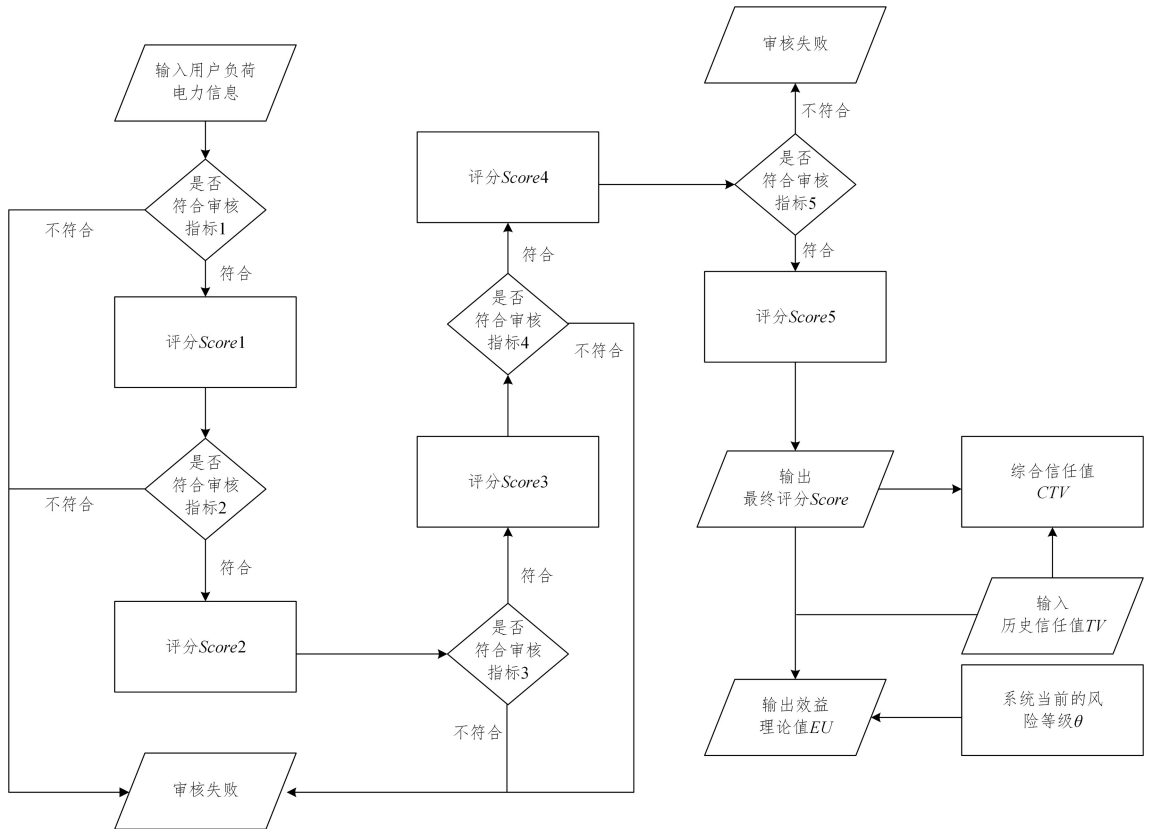 输入用户负荷
电力信息
是否
符合审核
指标1
不符合
符合
评分Score1
是否
符合审核
指标2
不符合
符合
评分Score2
是否
符合审核
指标3
不符合
符合
评分Score3
是否
符合审核
指标4
不符合
符合
评分Score4
是否
符合审核
指标5
不符合
审核失败
符合
评分Score5
输出
最终评分Score
综合信任值
CTV
输入
历史信任值TV
输出效益
理论值EU
系统当前的风
险等级θ
审核失败